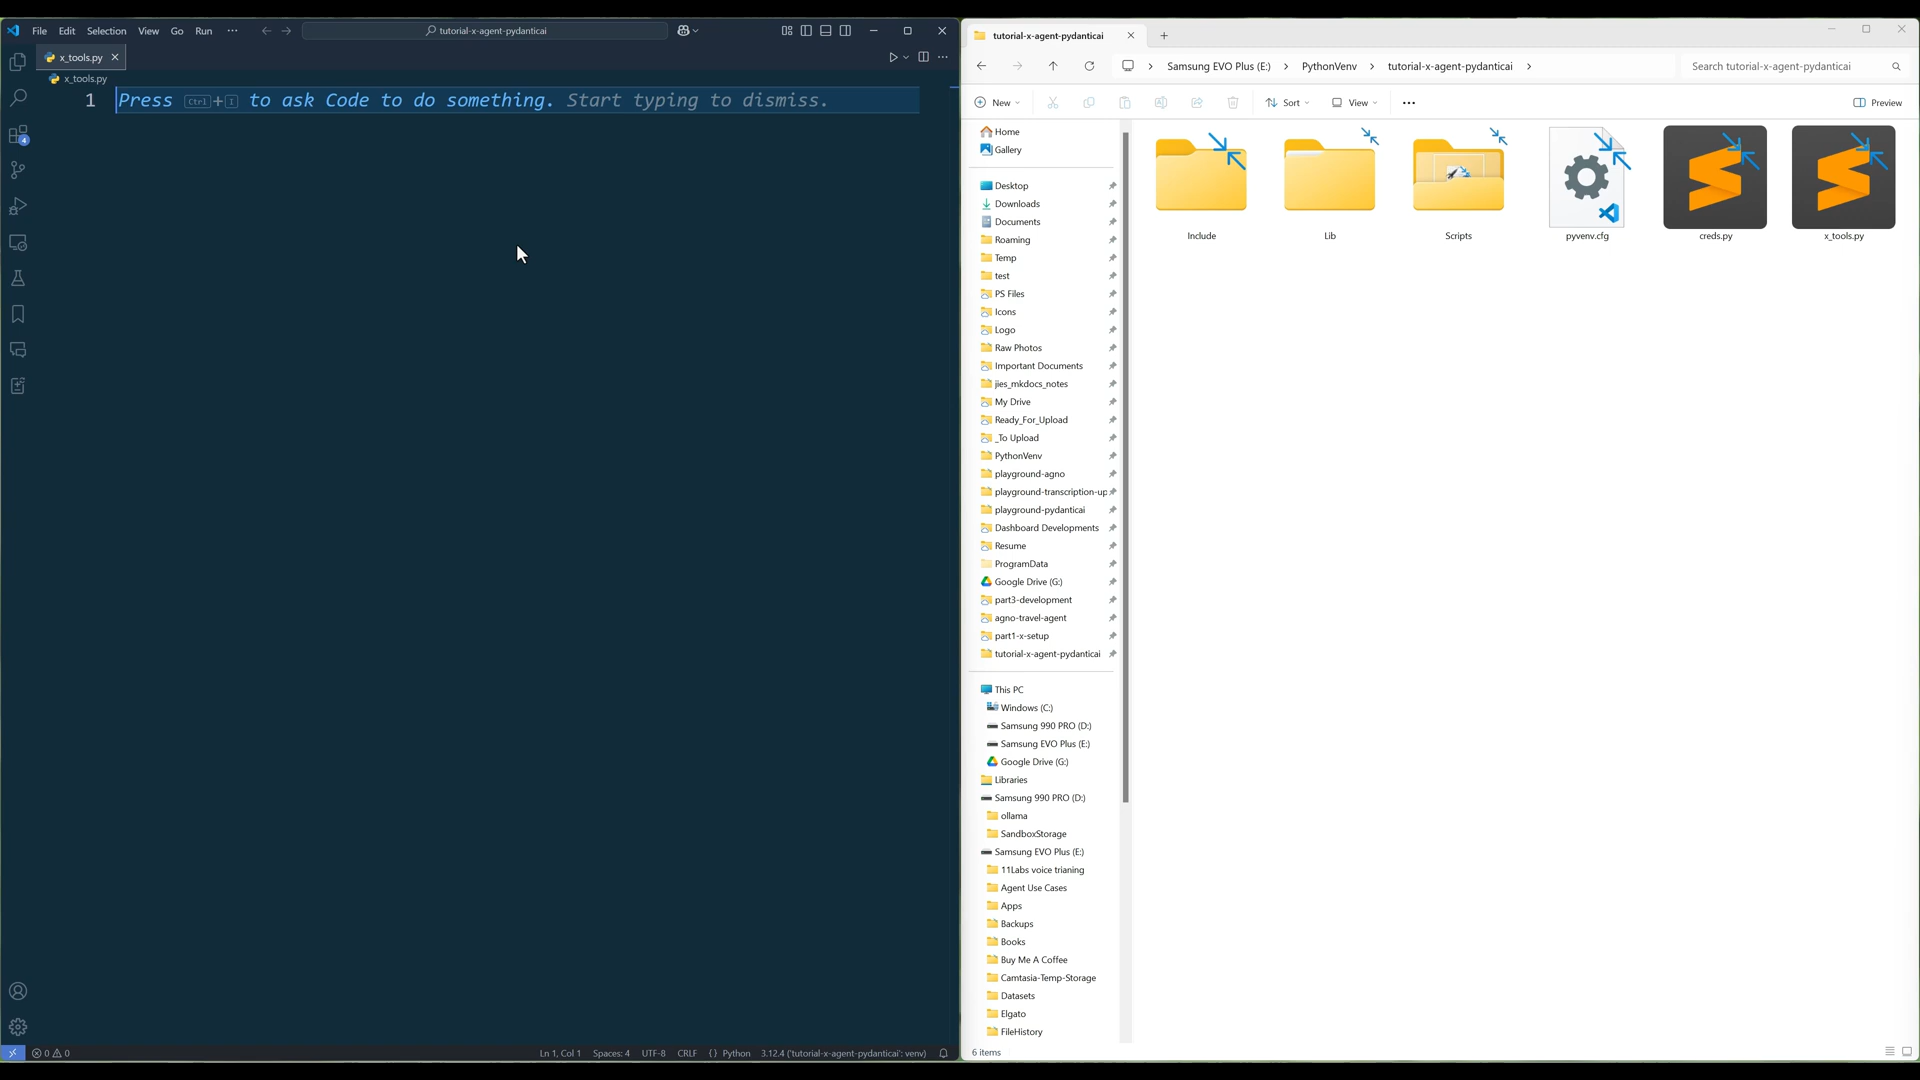 File Edit Selection View Go Run ··· tutorial-x-agent-pydanticai
x_tools.py
x_tools.py
1 Press Ctrl+I to ask Code to do something. Start typing to dismiss.
4
0 0 Ln 1, Col 1 Spaces: 4 UTF-8 CRLF {} Python 3.12.4 ('tutorial-x-agent-pydanticai': venv)
tutorial-x-agent-pydanticai
Samsung EVO Plus (E:) > PythonVenv > tutorial-x-agent-pydanticai > Search tutorial-x-agent-pydanticai
New Sort View ··· Preview
Home
Gallery
Desktop
Downloads
Documents
Roaming
Temp
test
PS Files
Icons
Logo
Raw Photos
Important Documents
jies_mkdocs_notes
My Drive
Ready_For_Upload
_To Upload
PythonVenv
playground-agno
playground-transcription-up
playground-pydanticai
Dashboard Developments
Resume
ProgramData
Google Drive (G:)
part3-development
agno-travel-agent
part1-x-setup
tutorial-x-agent-pydanticai
This PC
Windows (C:)
Samsung 990 PRO (D:)
Samsung EVO Plus (E:)
Google Drive (G:)
Libraries
Samsung 990 PRO (D:)
ollama
SandboxStorage
Samsung EVO Plus (E:)
11Labs voice trianing
Agent Use Cases
Apps
Backups
Books
Buy Me A Coffee
Camtasia-Temp-Storage
Datasets
Elgato
FileHistory
Include Lib Scripts pyvenv.cfg creds.py x_tools.py
6 items